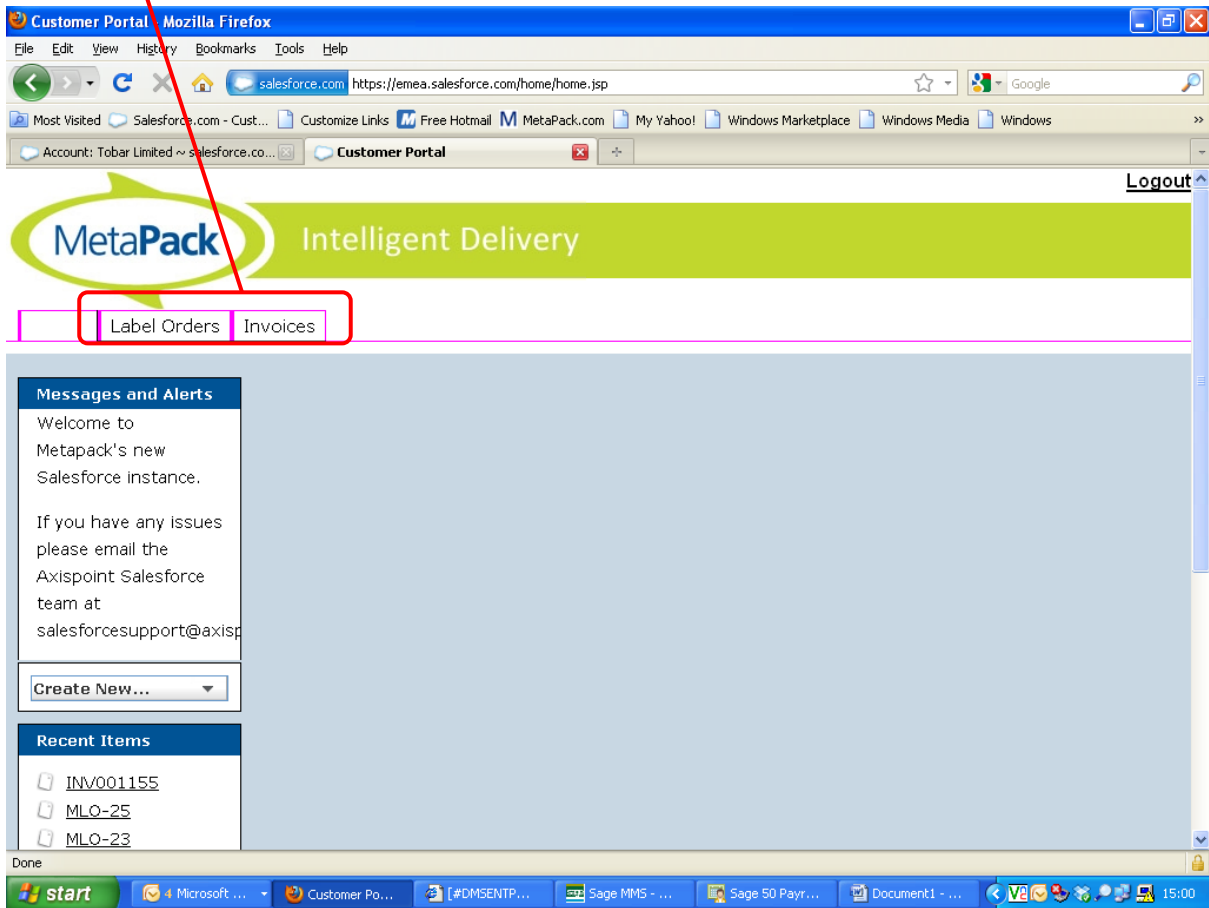 Customer Portal - Mozilla Firefox
File Edit View History Bookmarks Tools Help
salesforce.com https://emea.salesforce.com/home/home.jsp Google
Most Visited Salesforce.com - Cust... Customize Links Free Hotmail MetaPack.com My Yahoo! Windows Marketplace Windows Media Windows »
Account: Tobar Limited ~ salesforce.co... Customer Portal
Logout
MetaPack Intelligent Delivery
Label Orders Invoices
Messages and Alerts
Welcome to
Metapack's new
Salesforce instance.
If you have any issues
please email the
Axispoint Salesforce
team at
salesforcesupport@axisp
Create New...
Recent Items
INV001155
MLO-25
MLO-23
Done
start 4 Microsoft ... Customer Po... [#DMSENTP... Sage MMS - ... Sage 50 Payr... Document1 - ... 15:00